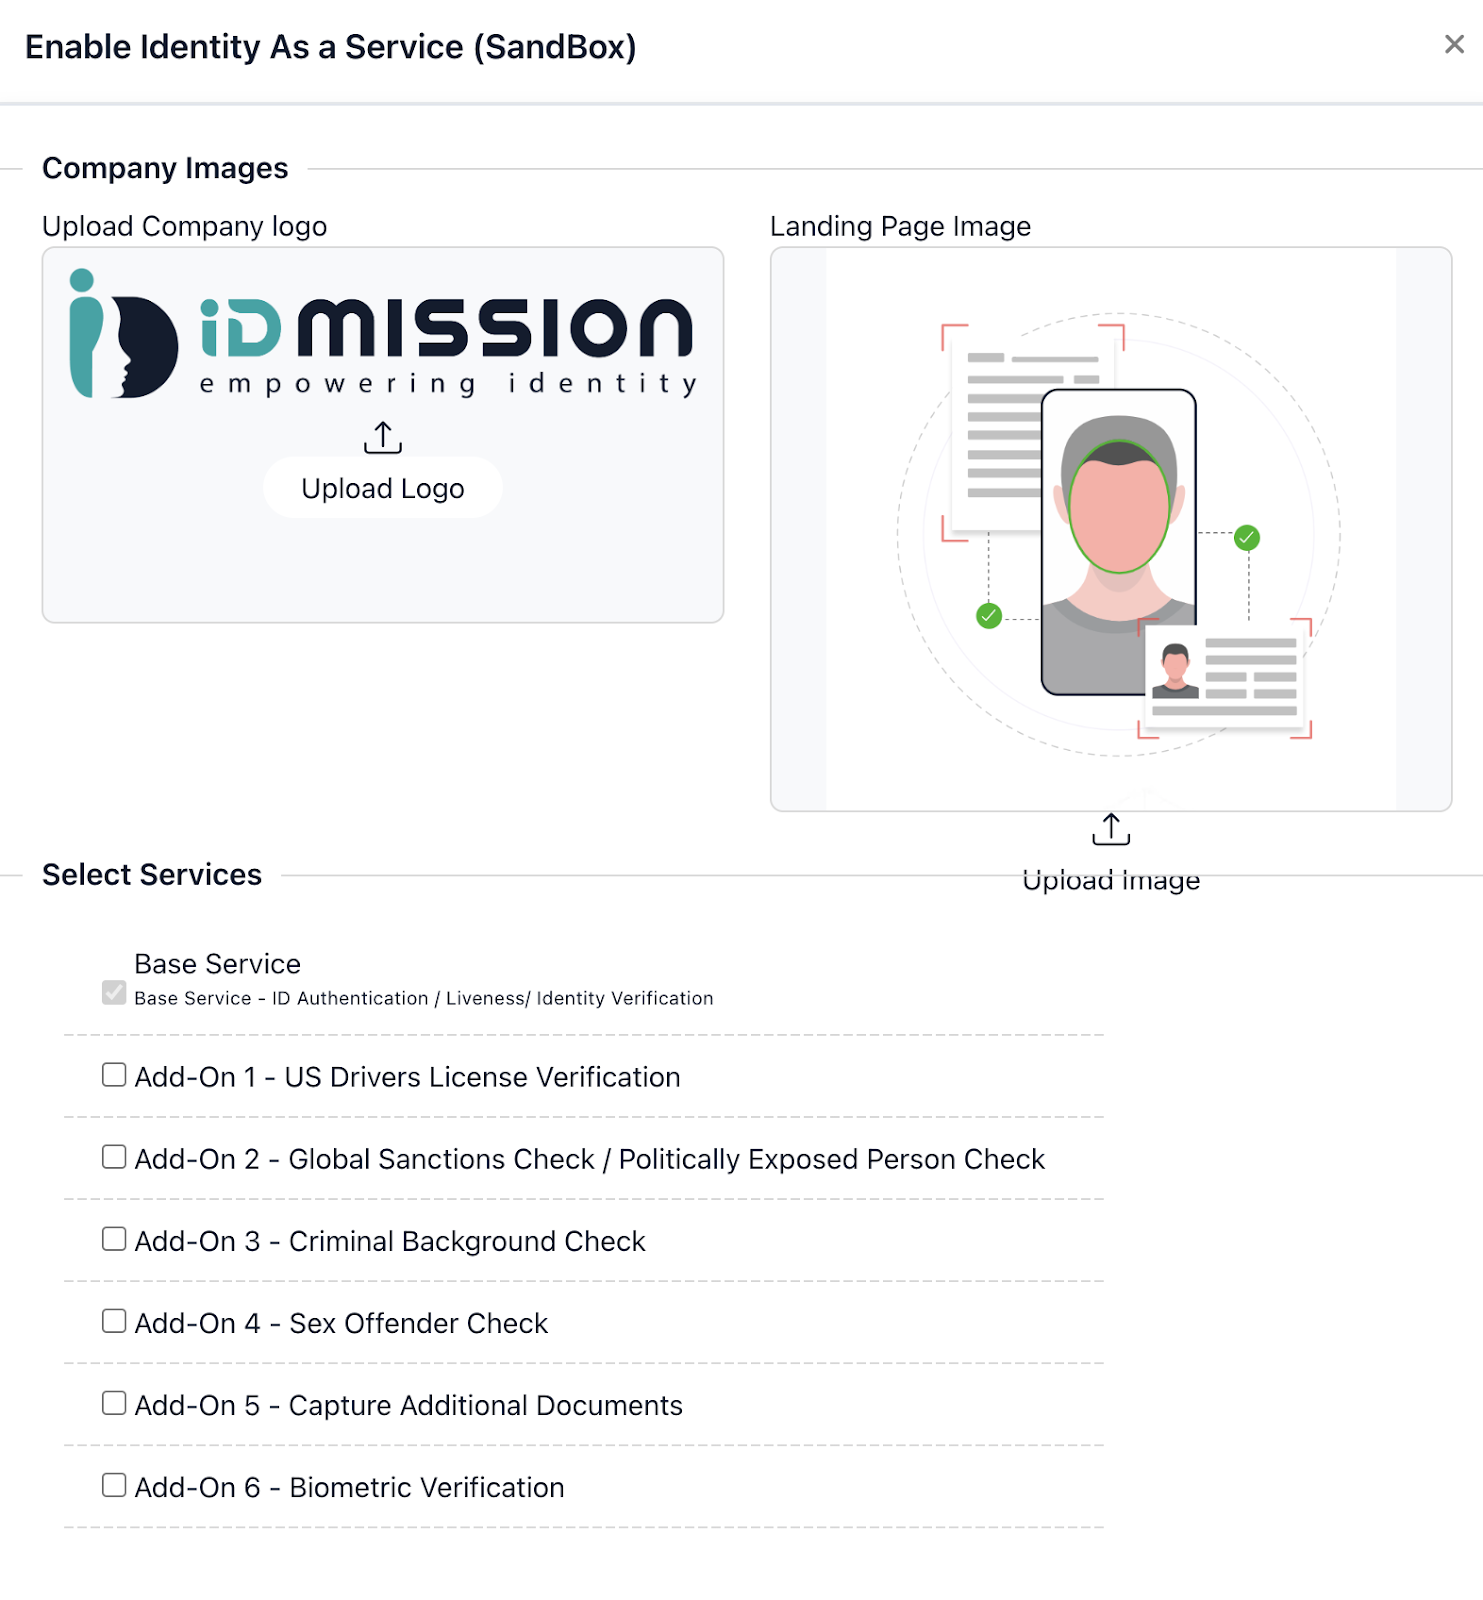 Enable Identity As a Service (SandBox)
Company Images
Upload Company logo
iDmission
empowering identity
Upload Logo
Landing Page Image
Upload Image
Select Services
Base Service
Base Service - ID Authentication / Liveness/ Identity Verification
Add-On 1 - US Drivers License Verification
Add-On 2 - Global Sanctions Check / Politically Exposed Person Check
Add-On 3 - Criminal Background Check
Add-On 4 - Sex Offender Check
Add-On 5 - Capture Additional Documents
Add-On 6 - Biometric Verification